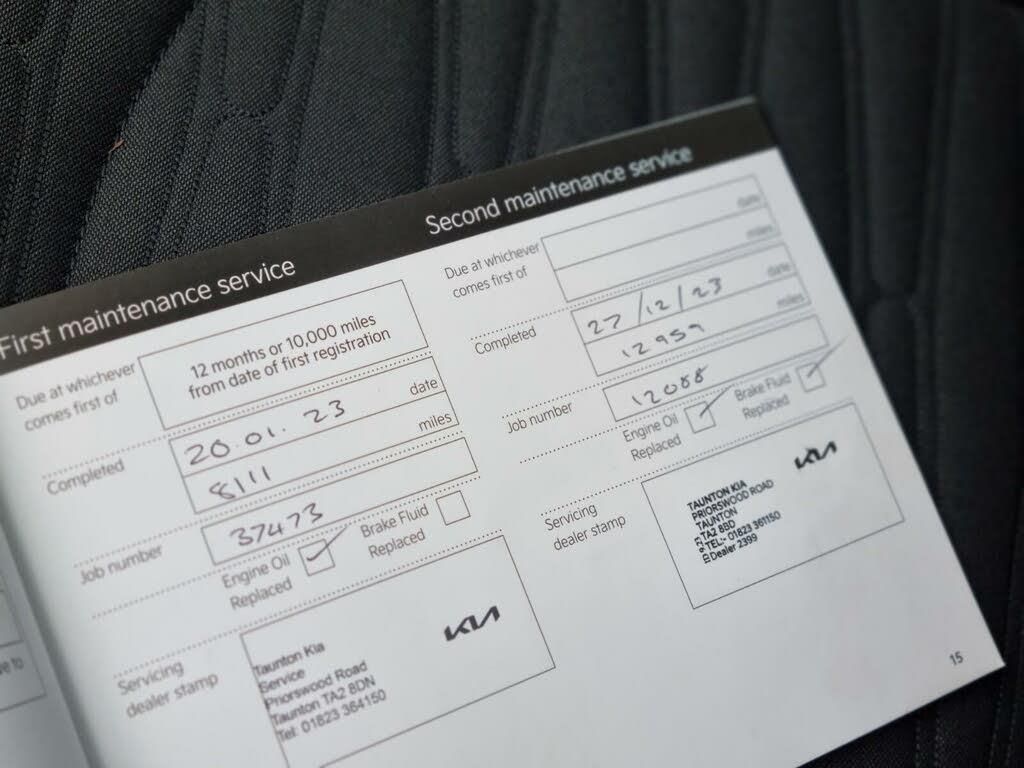 First maintenance service
Due at whichever
comes first of
12 months or 10,000 miles
from date of first registration
Completed
20.01.23
date
8111
miles
Job number
37473
Engine Oil
Replaced
Brake Fluid
Replaced
Servicing
dealer stamp
KIA
Taunton Kia
Service
Priorswood Road
Taunton TA2 8DN
Tel: 01823 364150
Second maintenance service
Due at whichever
comes first of
date
miles
Completed
27/12/23
date
12959
miles
Job number
12088
Engine Oil
Replaced
Brake Fluid
Replaced
Servicing
dealer stamp
KIA
TAUNTON KIA
PRIORSWOOD ROAD
TAUNTON
TA2 8BD
TEL:- 01823 361150
Dealer 2399
15